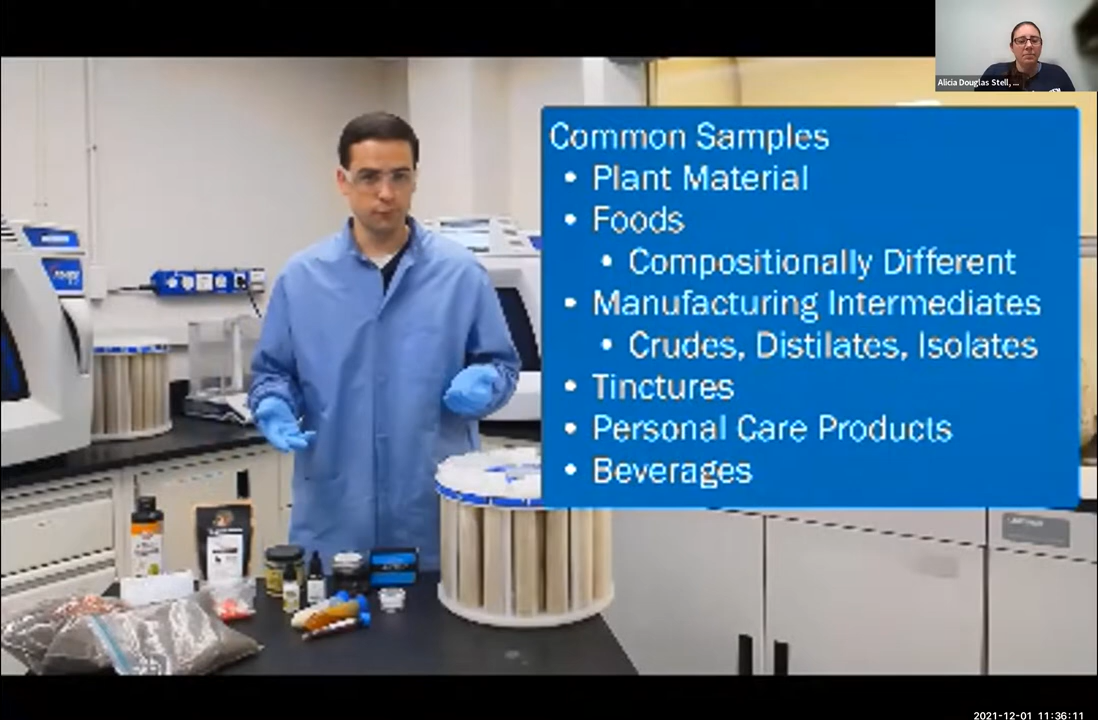 Alicia Douglas Stell, ...
Common Samples
• Plant Material
• Foods
• Compositionally Different
• Manufacturing Intermediates
• Crudes, Distilates, Isolates
• Tinctures
• Personal Care Products
• Beverages
2021-12-01 11:36:11